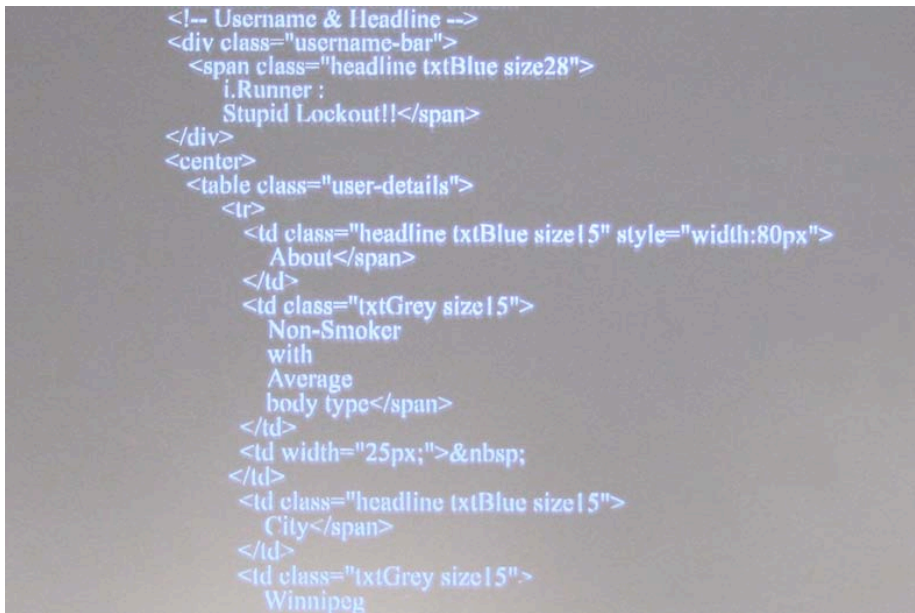 <!-- Username & Headline -->
<div class="username-bar">
<span class="headline txtBlue size28">
i.Runner :
Stupid Lockout!!</span>
</div>
<center>
<table class="user-details">
<tr>
<td class="headline txtBlue size15" style="width:80px">
About</span>
</td>
<td class="txtGrey size15">
Non-Smoker
with
Average
body type</span>
</td>
<td width="25px;">&nbsp;
</td>
<td class="headline txtBlue size15">
City</span>
</td>
<td class="txtGrey size15">
Winnipeg